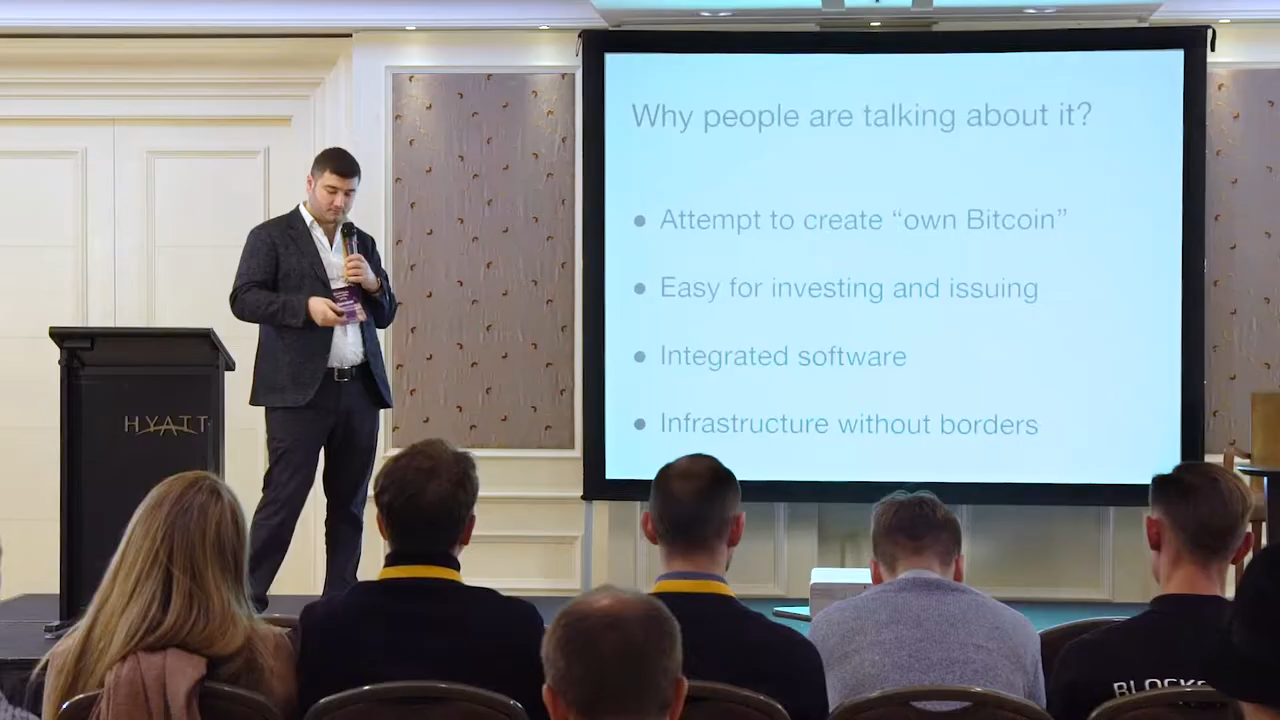 Why people are talking about it?
● Attempt to create “own Bitcoin”
● Easy for investing and issuing
● Integrated software
● Infrastructure without borders
HYATT